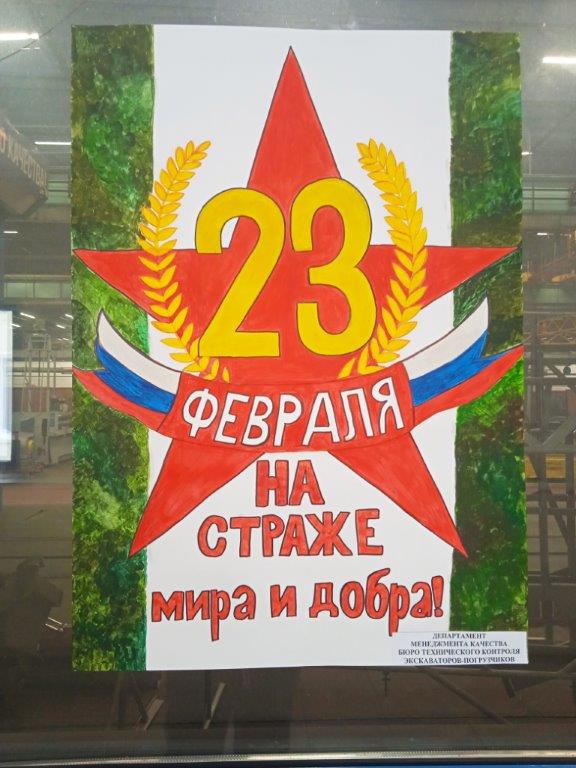 23
ФЕВРАЛЯ
НА
СТРАЖЕ
мира и добра!
ДЕПАРТАМЕНТ
МЕНЕДЖМЕНТА КАЧЕСТВА
БЮРО ТЕХНИЧЕСКОГО КОНТРОЛЯ
ЭКСКАВАТОРОВ-ПОГРУЗЧИКОВ